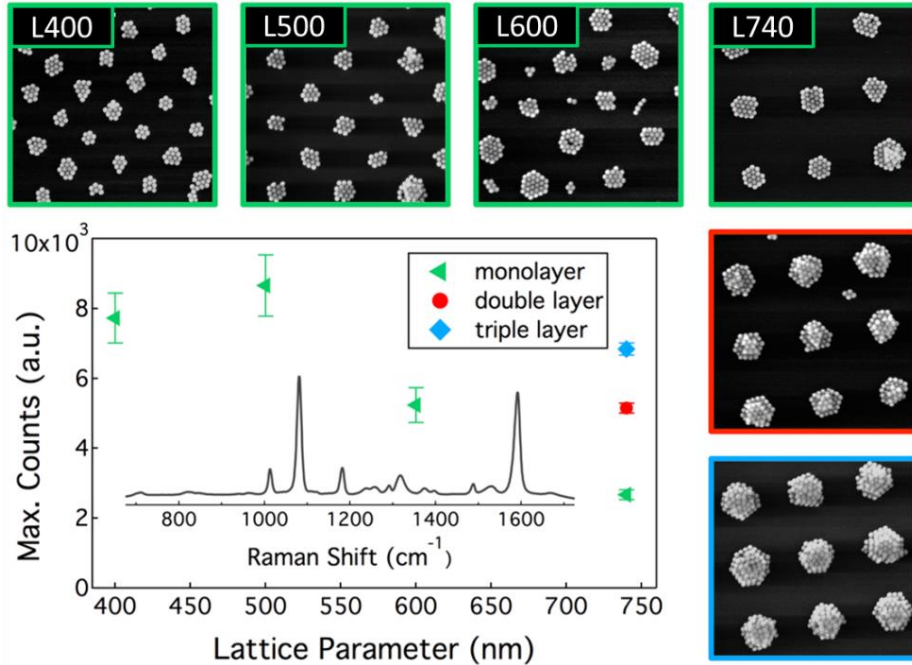 L400
L500
L600
L740
10x10³
8
6
4
2
0
Max. Counts (a.u.)
monolayer
double layer
triple layer
800 1000 1200 1400 1600
Raman Shift (cm⁻¹)
400 450 500 550 600 650 700 750
Lattice Parameter (nm)